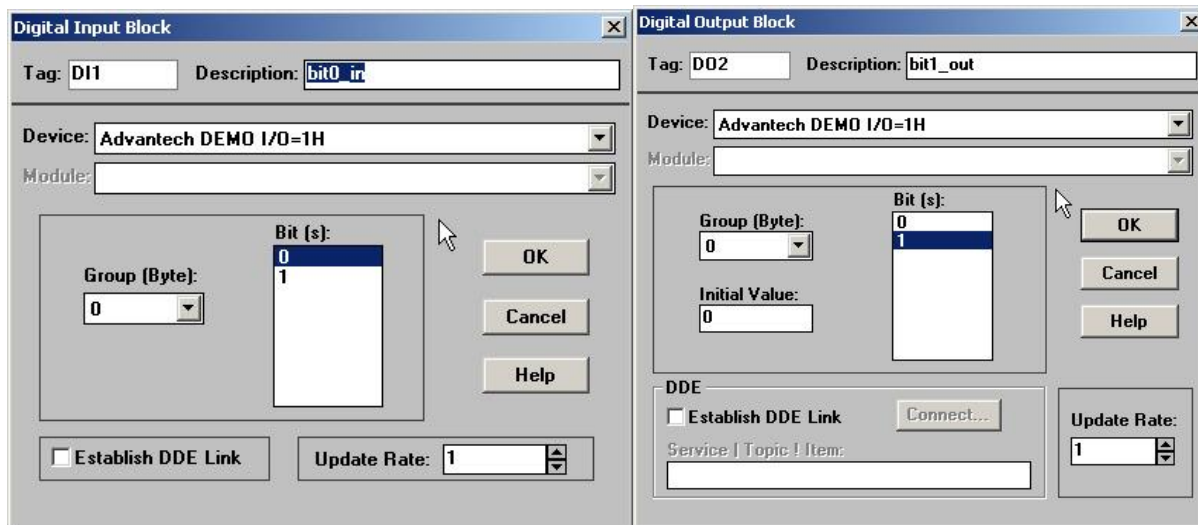 Digital Input Block
Tag: DI1 Description: bit0_in
Device: Advantech DEMO I/O=1H
Module:
Bit (s):
0
1
Group (Byte):
0
OK
Cancel
Help
Establish DDE Link
Update Rate: 1
Digital Output Block
Tag: DO2 Description: bit1_out
Device: Advantech DEMO I/O=1H
Module:
Bit (s):
0
1
Group (Byte):
0
Initial Value:
0
OK
Cancel
Help
DDE
Establish DDE Link Connect...
Service | Topic ! Item:
Update Rate:
1